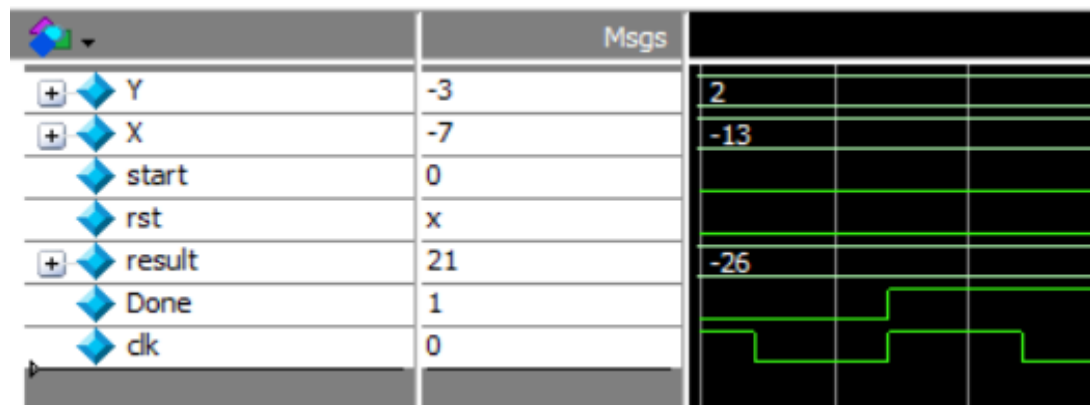 Msgs
Y -3 2
X -7 -13
start 0
rst x
result 21 -26
Done 1
clk 0